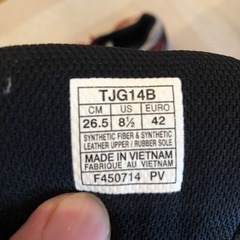 TJG14B
CM US EURO
26.5 8½ 42
SYNTHETIC FIBER & SYNTHETIC
LEATHER UPPER / RUBBER SOLE
MADE IN VIETNAM
FABRIQUE AU VIETNAM
F450714 PV